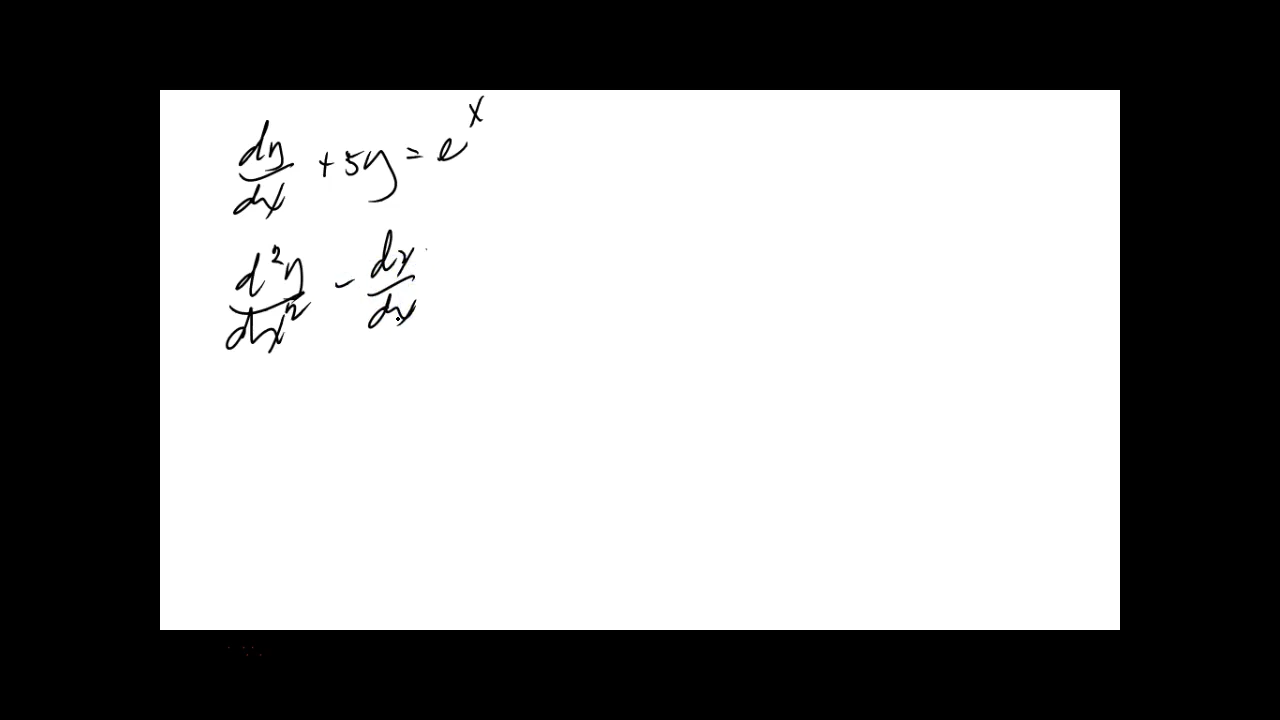 dy/dx + 5y = e^x
d²y/dx² - dy/dx